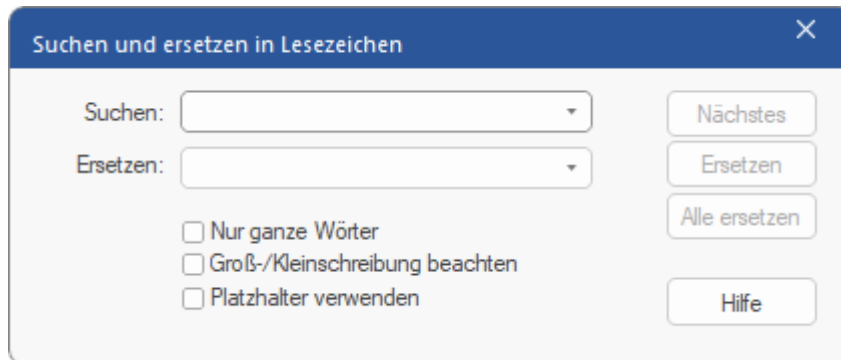 Suchen und ersetzen in Lesezeichen
Suchen:
Nächstes
Ersetzen:
Ersetzen
Alle ersetzen
Nur ganze Wörter
Groß-/Kleinschreibung beachten
Platzhalter verwenden
Hilfe